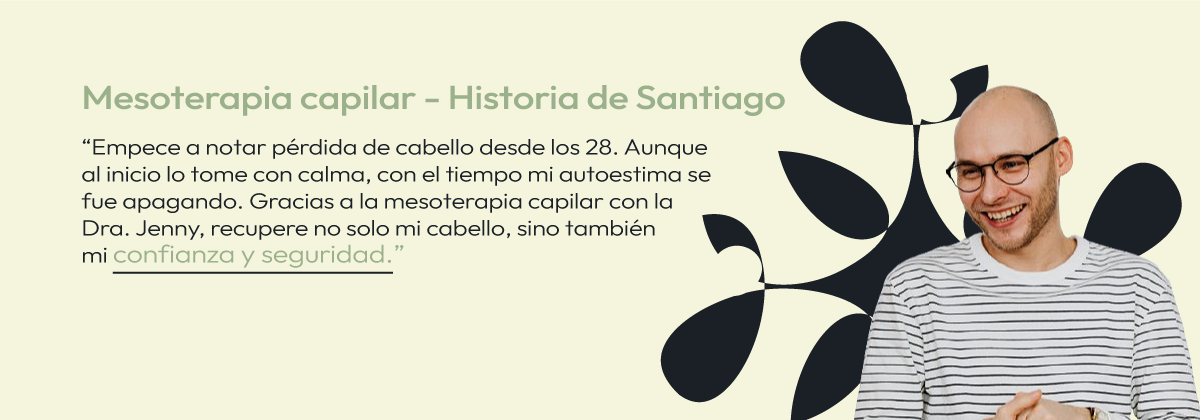 Mesoterapia capilar - Historia de Santiago
“Empece a notar pérdida de cabello desde los 28. Aunque
al inicio lo tome con calma, con el tiempo mi autoestima se
fue apagando. Gracias a la mesoterapia capilar con la
Dra. Jenny, recupere no solo mi cabello, sino también
mi confianza y seguridad.”